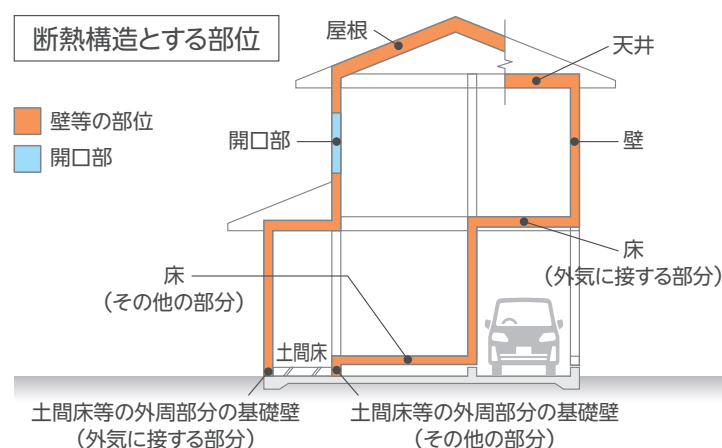 断熱構造とする部位
壁等の部位
開口部
屋根
天井
開口部
壁
床
(外気に接する部分)
床
(その他の部分)
土間床
土間床等の外周部分の基礎壁
(外気に接する部分)
土間床等の外周部分の基礎壁
(その他の部分)